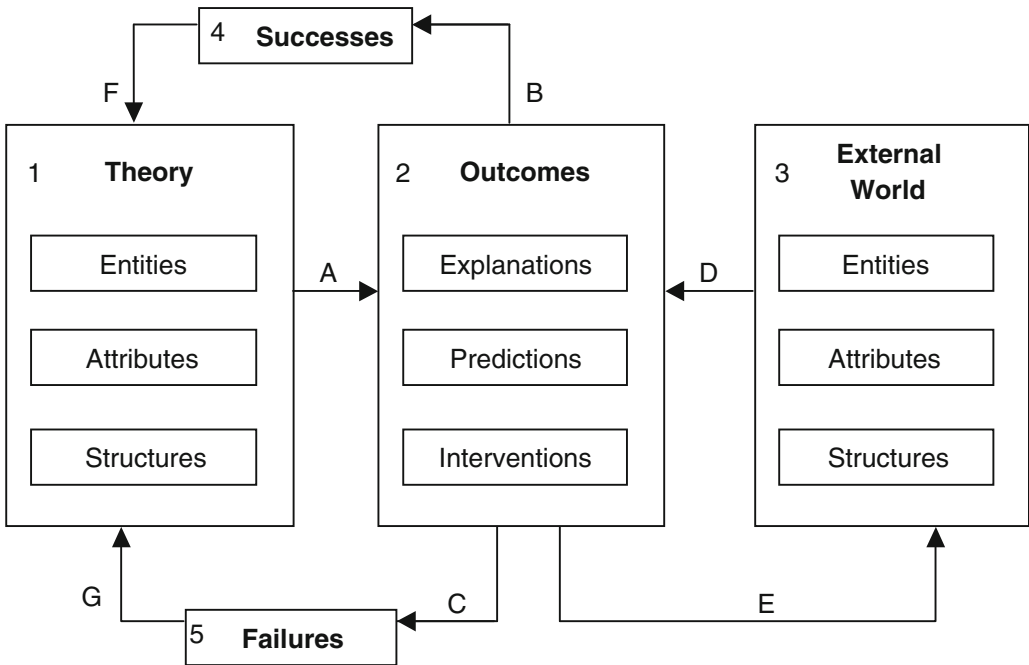 4 Successes
F
B
1 Theory
Entities
Attributes
Structures
A
2 Outcomes
Explanations
Predictions
Interventions
D
3 External
World
Entities
Attributes
Structures
G
C
E
5 Failures